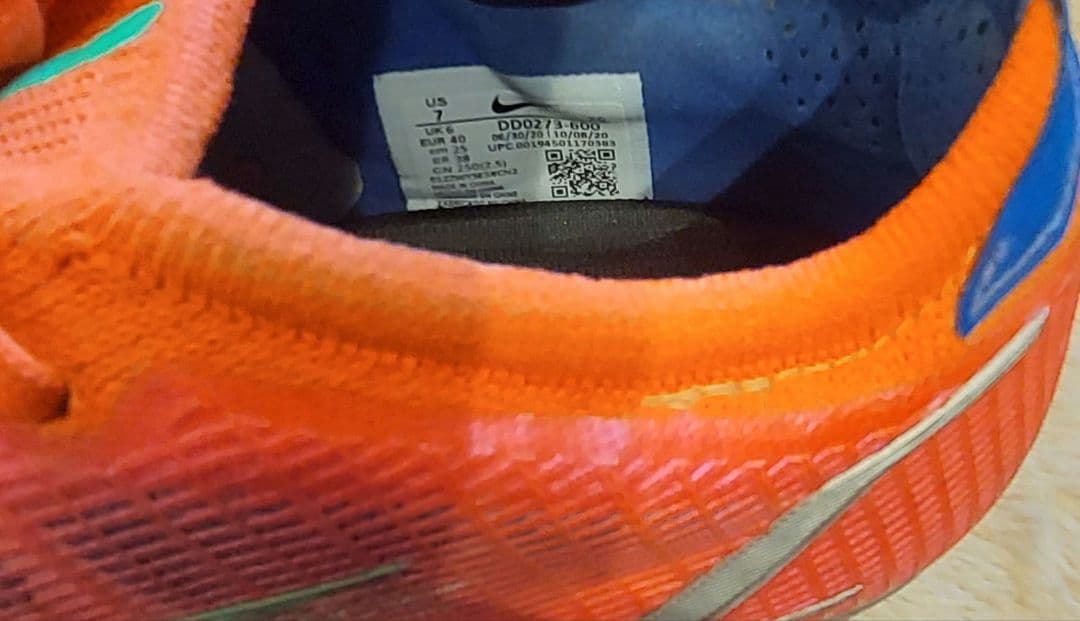 US
7
UK 6
EUR 40
cm 25
BR 38
CN 250(2.5)
DD0273-600
06/30/20 10/08/20
UPC 00194501170383
MADE IN CHINA